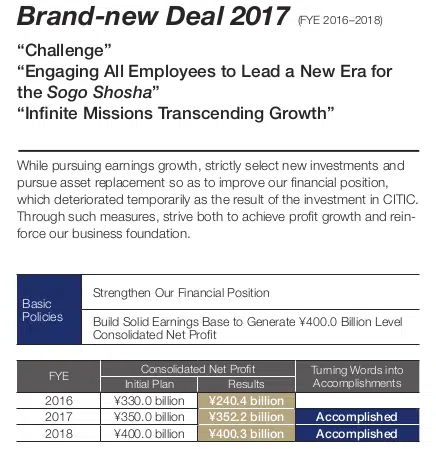 Brand-new Deal 2017 (FYE 2016–2018)
“Challenge”
“Engaging All Employees to Lead a New Era for
the Sogo Shosha”
“Infinite Missions Transcending Growth”
While pursuing earnings growth, strictly select new investments and
pursue asset replacement so as to improve our financial position,
which deteriorated temporarily as the result of the investment in CITIC.
Through such measures, strive both to achieve profit growth and rein-
force our business foundation.
Basic
Policies
Strengthen Our Financial Position
Build Solid Earnings Base to Generate ¥400.0 Billion Level
Consolidated Net Profit
FYE Consolidated Net Profit Turning Words into
Accomplishments
Initial Plan Results
2016 ¥330.0 billion ¥240.4 billion
2017 ¥350.0 billion ¥352.2 billion Accomplished
2018 ¥400.0 billion ¥400.3 billion Accomplished